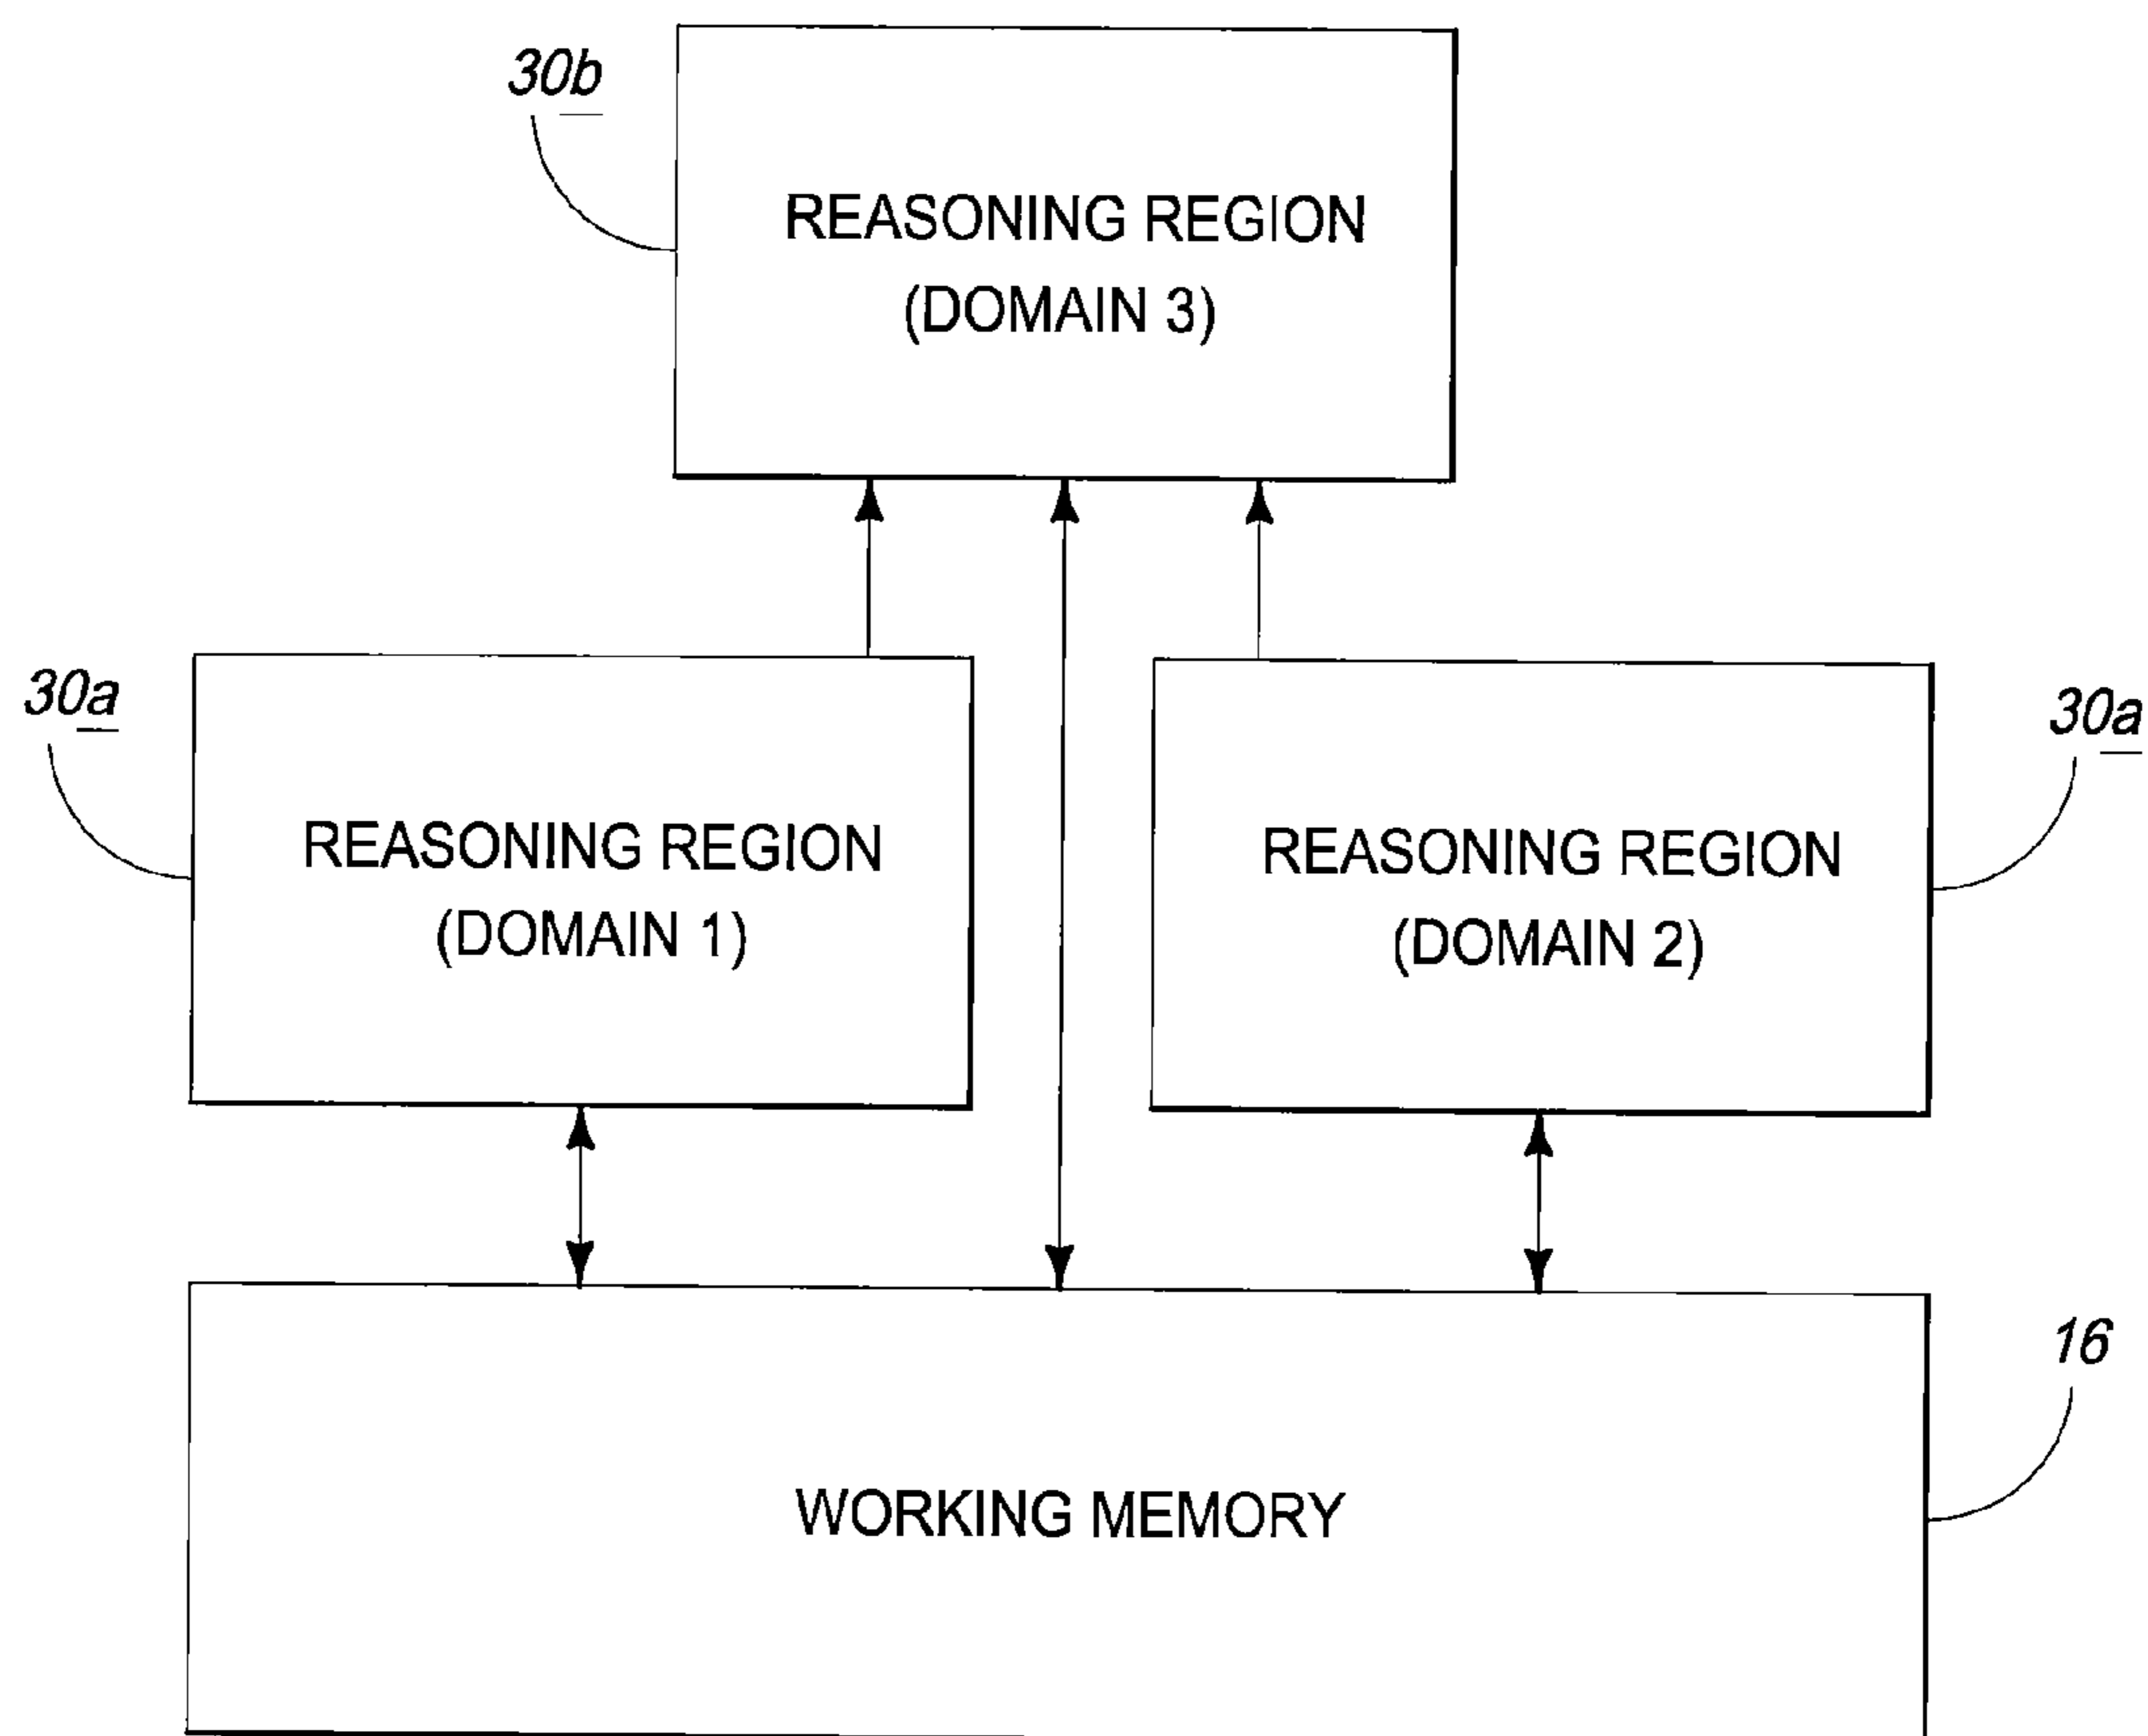 30b
REASONING REGION
(DOMAIN 3)
30a
REASONING REGION
(DOMAIN 1)
30a
REASONING REGION
(DOMAIN 2)
16
WORKING MEMORY